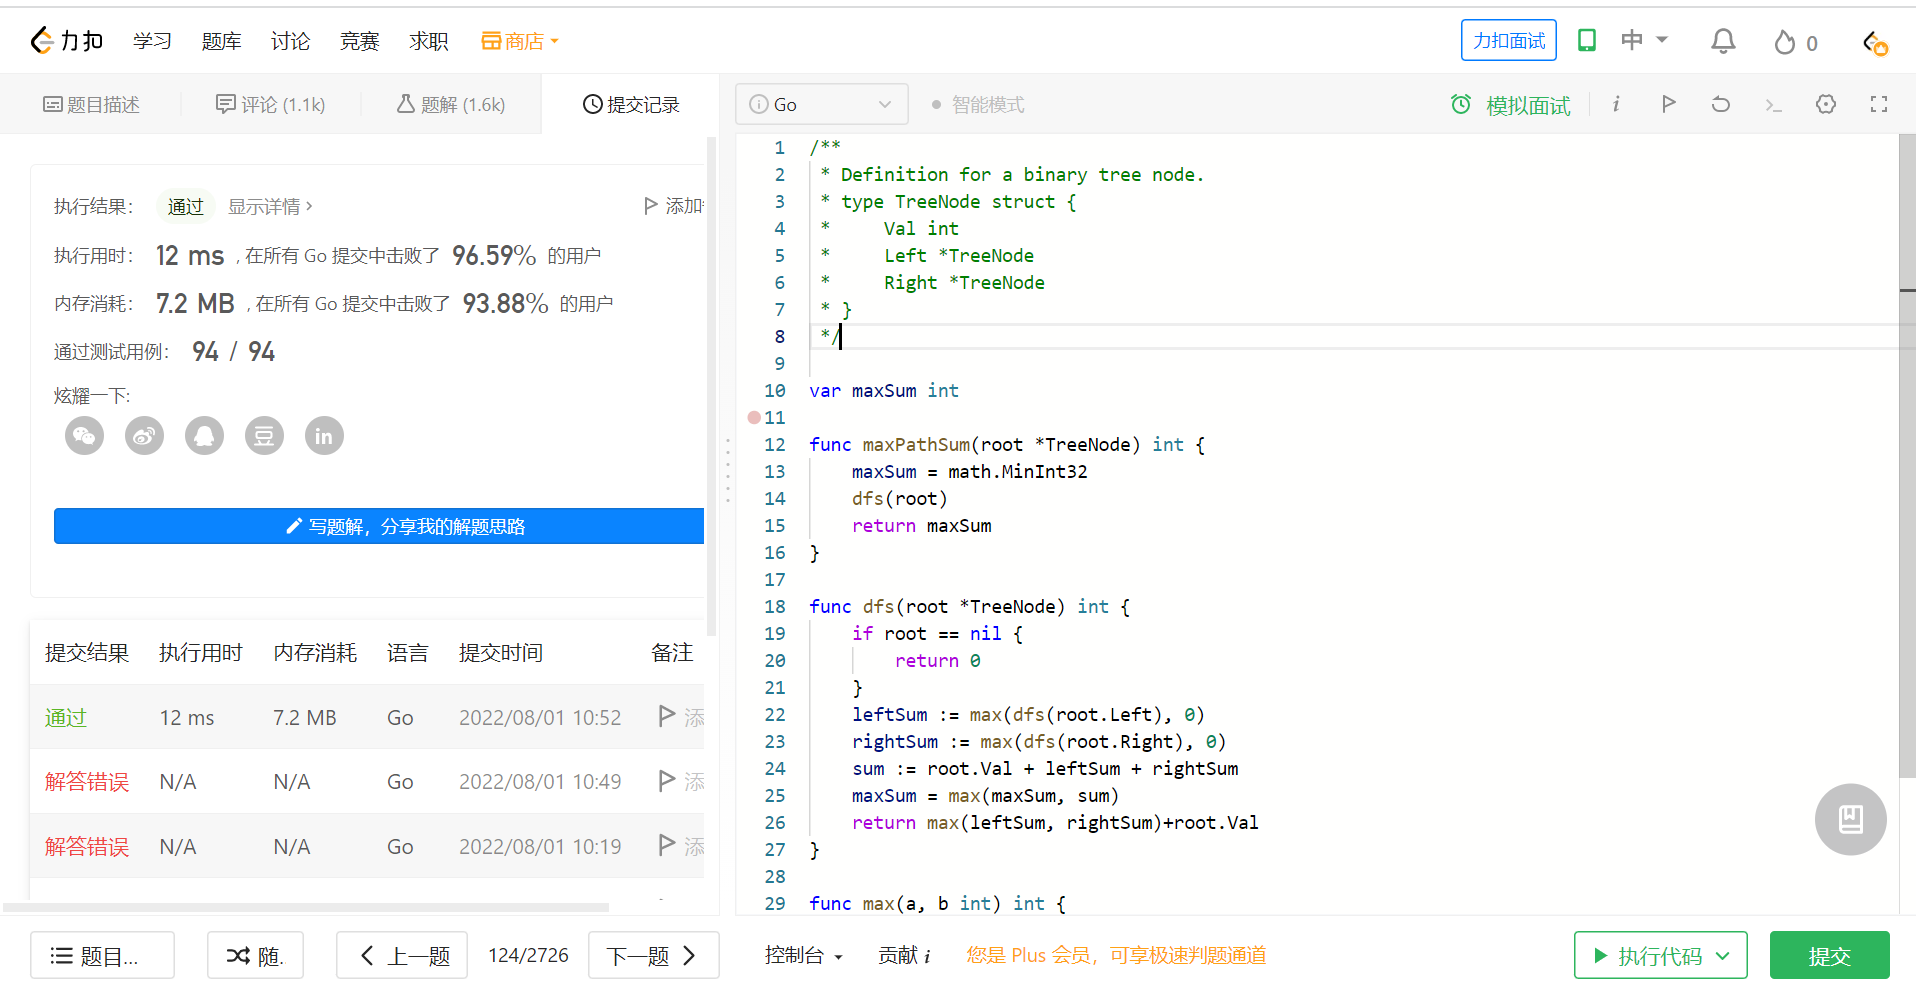 力扣 学习 题库 讨论 竞赛 求职 商店 力扣面试 中 0
题目描述 评论 (1.1k) 题解 (1.6k) 提交记录
Go 智能模式 模拟面试 i
执行结果： 通过 显示详情 › 添加
执行用时： 12 ms , 在所有 Go 提交中击败了 96.59% 的用户
内存消耗： 7.2 MB , 在所有 Go 提交中击败了 93.88% 的用户
通过测试用例： 94 / 94
炫耀一下:
豆 in
写题解，分享我的解题思路
提交结果 执行用时 内存消耗 语言 提交时间 备注
通过 12 ms 7.2 MB Go 2022/08/01 10:52 添
解答错误 N/A N/A Go 2022/08/01 10:49 添
解答错误 N/A N/A Go 2022/08/01 10:19 添
1 /**
2 * Definition for a binary tree node.
3 * type TreeNode struct {
4 *     Val int
5 *     Left *TreeNode
6 *     Right *TreeNode
7 * }
8 */
9
10 var maxSum int
11
12 func maxPathSum(root *TreeNode) int {
13     maxSum = math.MinInt32
14     dfs(root)
15     return maxSum
16 }
17
18 func dfs(root *TreeNode) int {
19     if root == nil {
20         return 0
21     }
22     leftSum := max(dfs(root.Left), 0)
23     rightSum := max(dfs(root.Right), 0)
24     sum := root.Val + leftSum + rightSum
25     maxSum = max(maxSum, sum)
26     return max(leftSum, rightSum)+root.Val
27 }
28
29 func max(a, b int) int {
题目... 随. 上一题 124/2726 下一题 控制台 贡献 i 您是 Plus 会员，可享极速判题通道 执行代码 提交